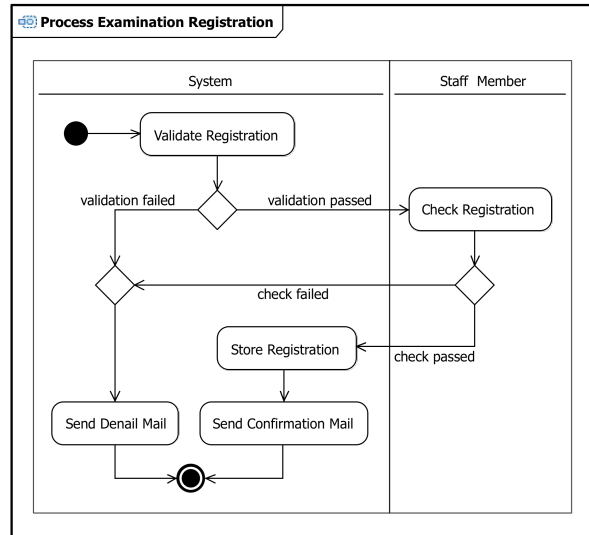 Process Examination Registration
System
Staff Member
Validate Registration
validation failed
validation passed
Check Registration
check failed
Store Registration
check passed
Send Denail Mail
Send Confirmation Mail